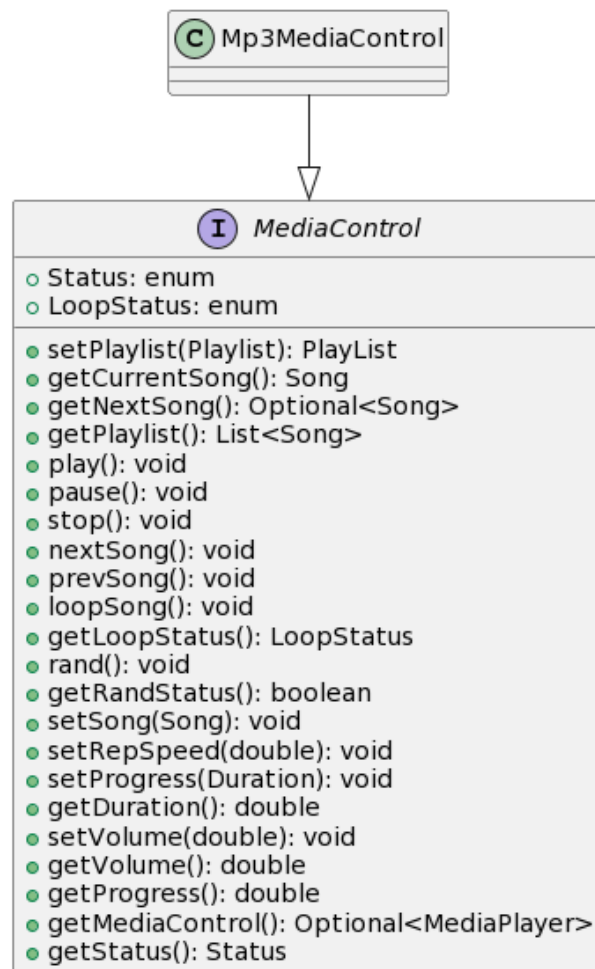 C Mp3MediaControl
I MediaControl
Status: enum
LoopStatus: enum
setPlaylist(Playlist): PlayList
getCurrentSong(): Song
getNextSong(): Optional<Song>
getPlaylist(): List<Song>
play(): void
pause(): void
stop(): void
nextSong(): void
prevSong(): void
loopSong(): void
getLoopStatus(): LoopStatus
rand(): void
getRandStatus(): boolean
setSong(Song): void
setRepSpeed(double): void
setProgress(Duration): void
getDuration(): double
setVolume(double): void
getVolume(): double
getProgress(): double
getMediaControl(): Optional<MediaPlayer>
getStatus(): Status